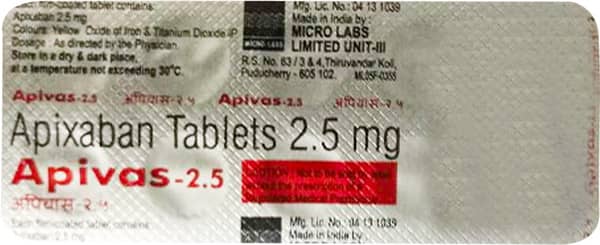 film-coated tablet contains:
Apixaban 2.5 mg
Colours: Yellow Oxide of Iron & Titanium Dioxide IP
Dosage : As directed by the Physician.
Store in a dry & dark place,
at a temperature not exceeding 30°C.
MICRO LABS
Mfg. Lic. No.: 04 13 1039
Made in India by :
MICRO LABS
LIMITED UNIT-III
R.S. No. 63 / 3 & 4, Thiruvandar Koil,
Puducherry - 605 102. ML05F-0355
Apivas-2.5 अपिवास-२.५ Apivas-2.5 अपिवास-२.५
Apixaban Tablets 2.5 mg
Apivas-2.5
CAUTION : Not to be sold by retail
without the prescription of a
Registered Medical Practitioner
अपिवास - २.५
Each film-coated tablet contains:
Apixaban 2.5 mg
Mfg. Lic. No.: 04 13 1039
Made in India by :